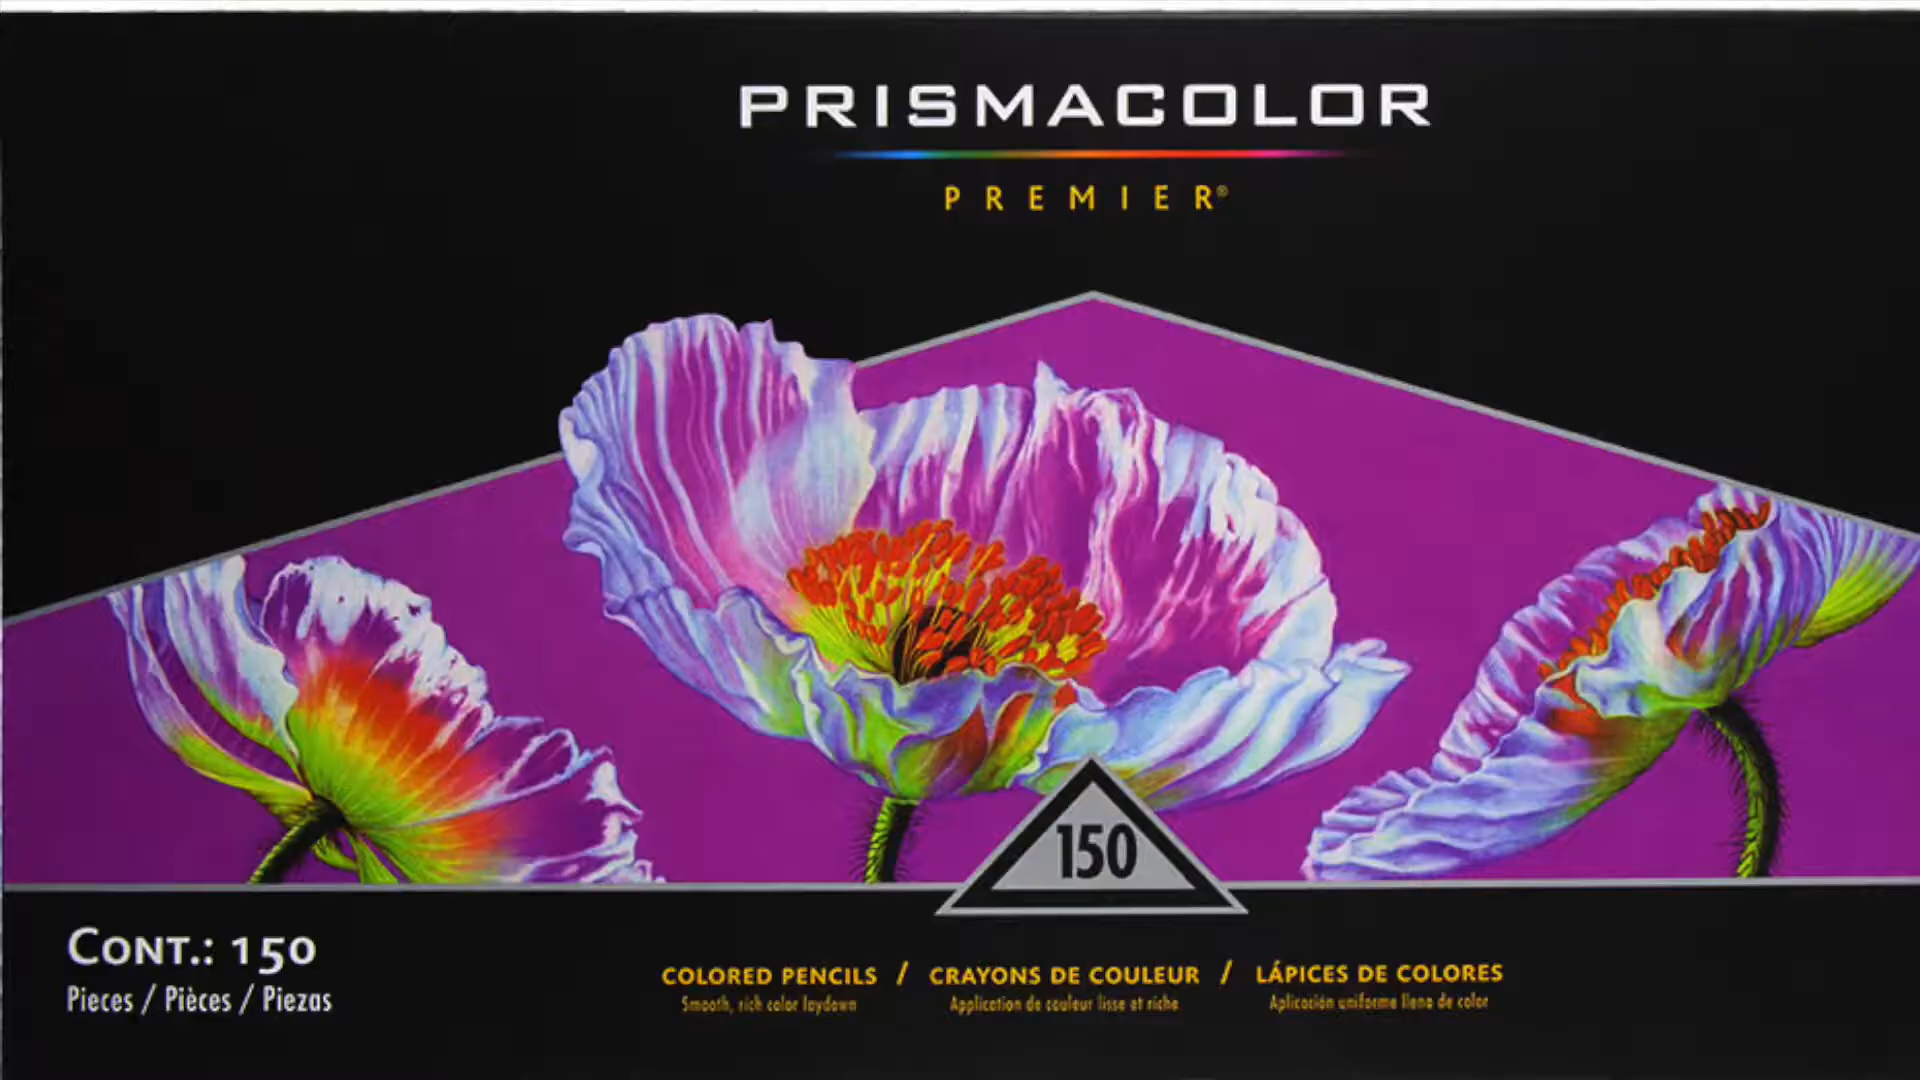 PRISMACOLOR
PREMIER®
150
CONT.: 150
Pieces / Pièces / Piezas
COLORED PENCILS / CRAYONS DE COULEUR / LÁPICES DE COLORES
Smooth, rich color laydown Application de couleur lisse et riche Aplicación uniforme llena de color